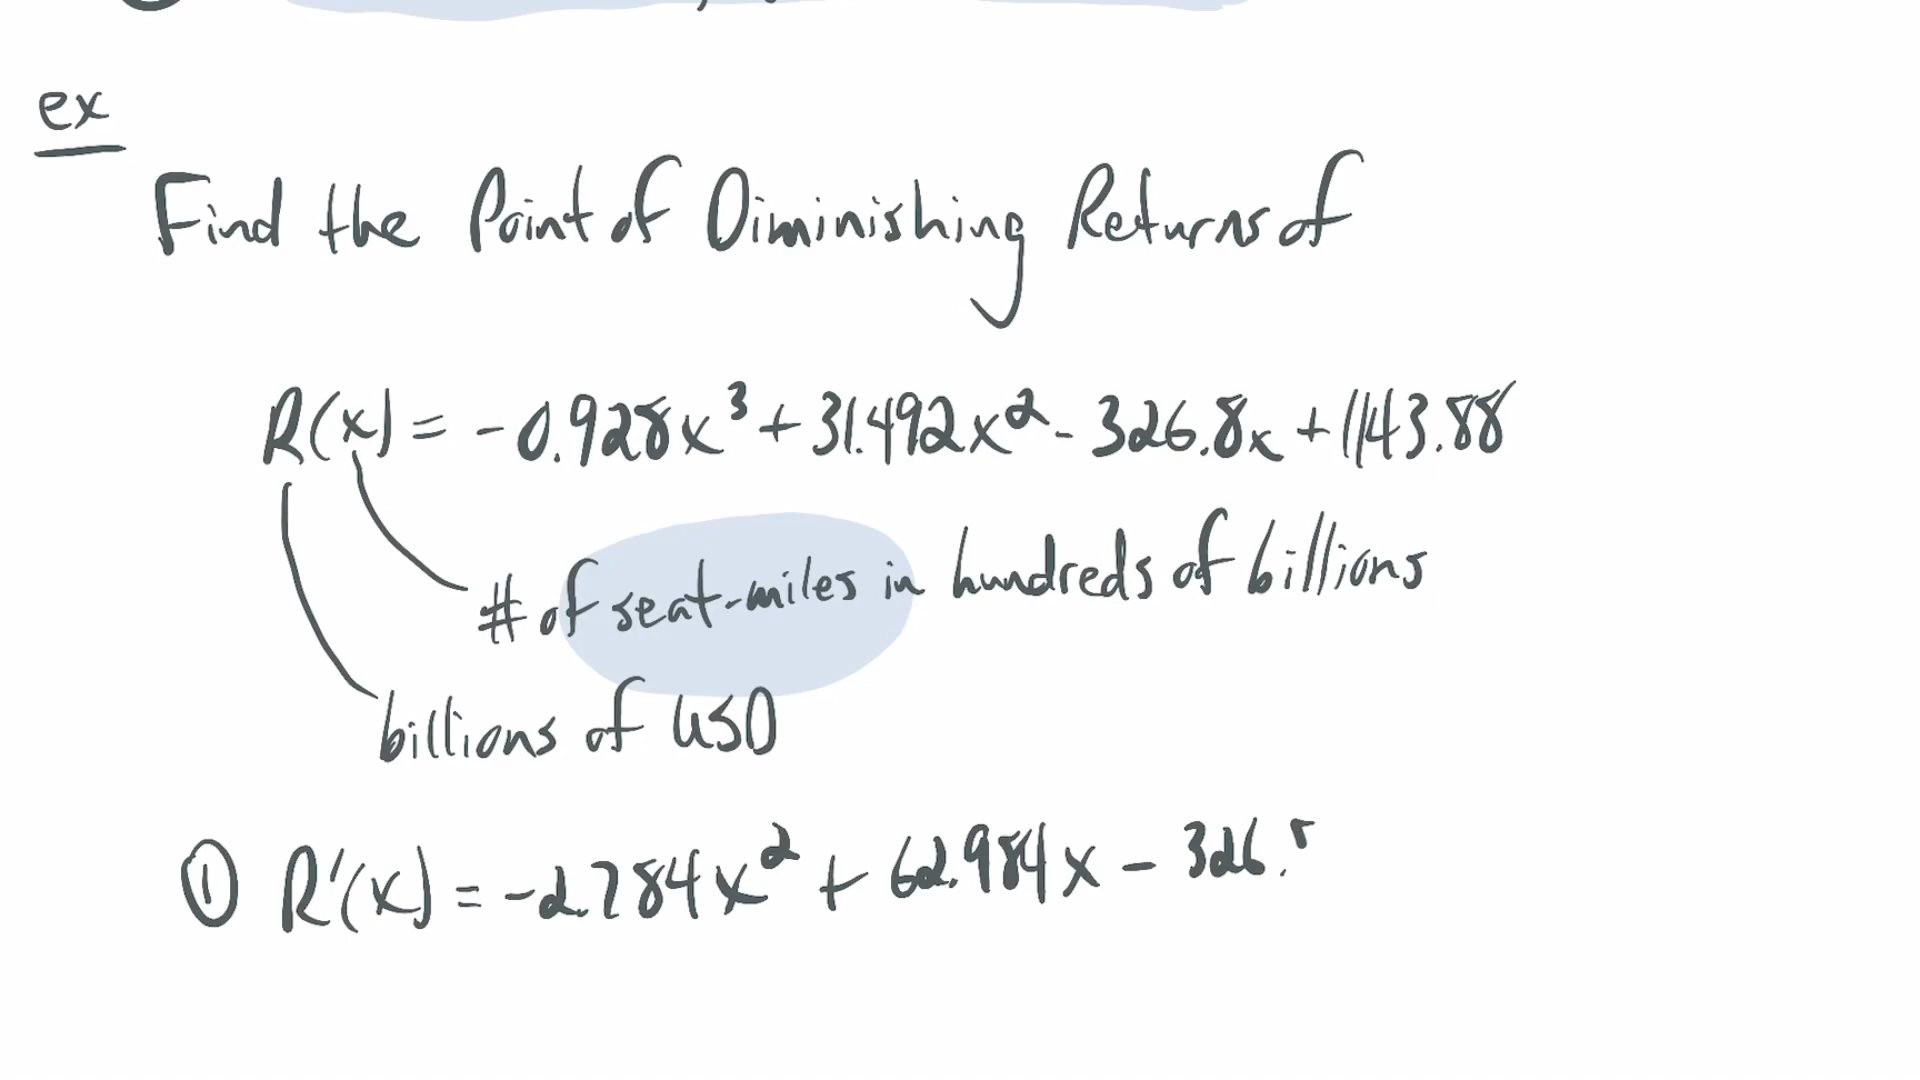 ex
Find the Point of Diminishing Returns of
R(x) = -0.928x³ + 31.492x² - 326.8x + 1143.88
# of seat-miles in hundreds of billions
billions of USD
① R'(x) = -2.784x² + 62.984x - 326.